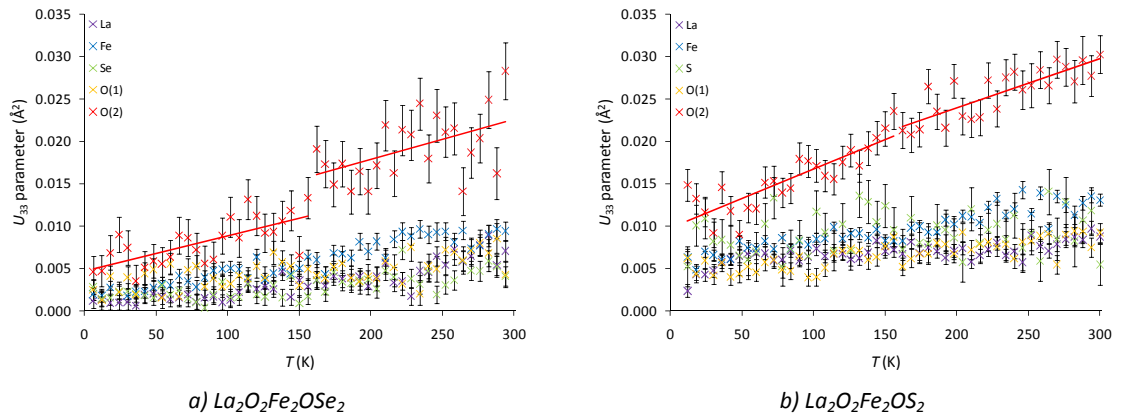 0.035
0.030
0.025
0.020
0.015
0.010
0.005
0.000
U33 parameter (Å²)
La
Fe
Se
O(1)
O(2)
0 50 100 150 200 250 300
T (K)
a) La2O2Fe2OSe2
0.035
0.030
0.025
0.020
0.015
0.010
0.005
0.000
U33 parameter (Å²)
La
Fe
S
O(1)
O(2)
0 50 100 150 200 250 300
T (K)
b) La2O2Fe2OS2